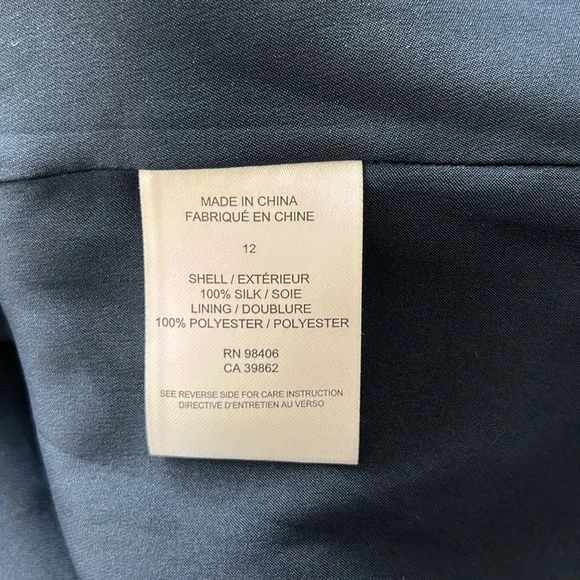 MADE IN CHINA
FABRIQUÉ EN CHINE
12
SHELL / EXTÉRIEUR
100% SILK / SOIE
LINING / DOUBLURE
100% POLYESTER / POLYESTER
RN 98406
CA 39862
SEE REVERSE SIDE FOR CARE INSTRUCTION
DIRECTIVE D'ENTRETIEN AU VERSO